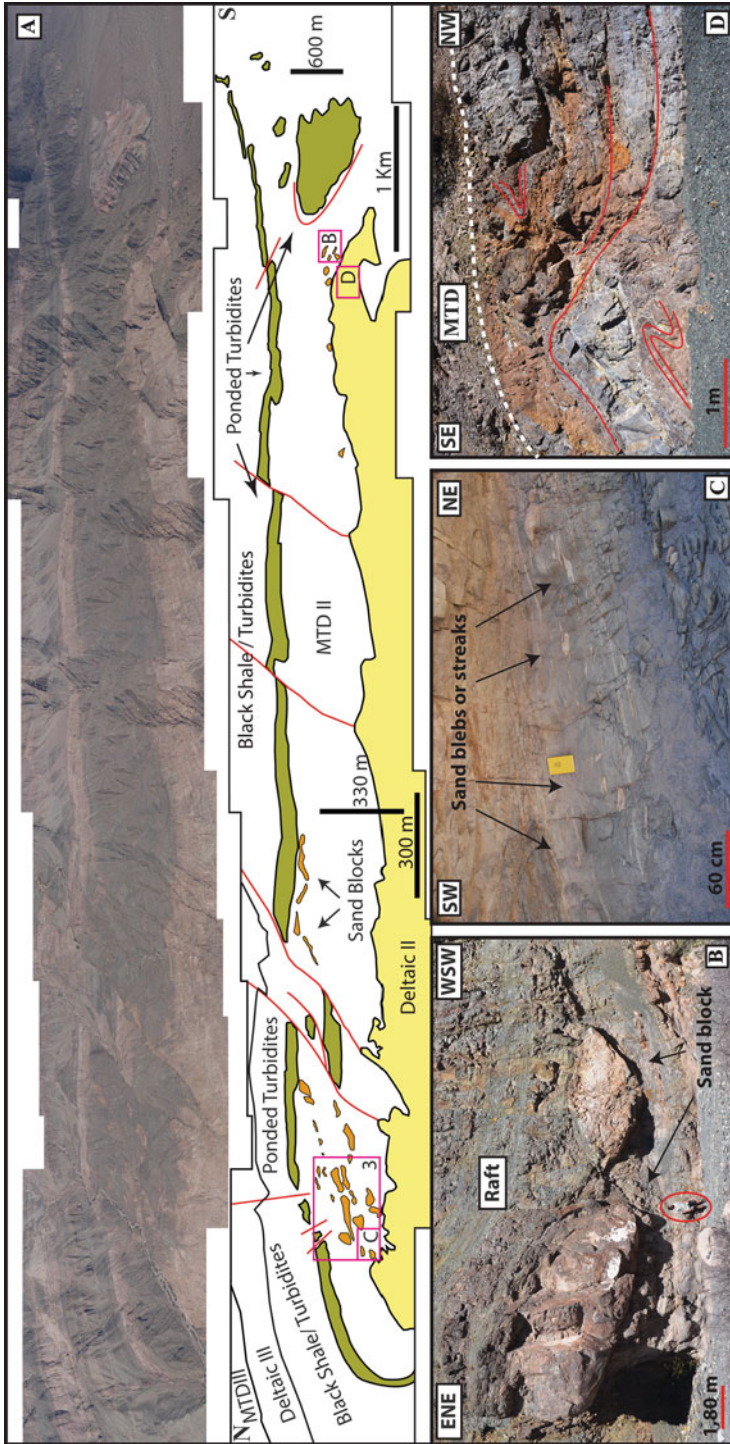 A
N
S
MTDIII
Deltaic III
Black Shale/Turbidites
Ponded Turbidites
Black Shale / Turbidites
Ponded Turbidites
Sand Blocks
MTD II
Deltaic II
330 m
300 m
600 m
1 Km
3
C
B
D
ENE
WSW
Raft
Sand block
1,80 m
B
SW
NE
Sand blebs or streaks
60 cm
C
SE
MTD
NW
1m
D